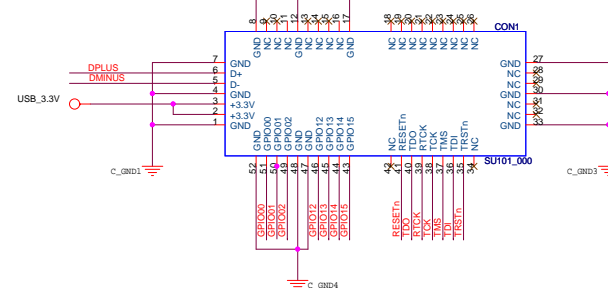 8 9 10 11 12 13 14 15 16 17 18 19 20 21 22 23 24 25 26
CON1
GND NC NC NC GND NC NC NC NC GND NC NC NC NC NC NC NC NC NC
7 GND GND 27
DPLUS 6 D+ NC 28
DMINUS 5 D- NC 29
4 GND GND 30
USB_3.3V 3 +3.3V NC 31
2 +3.3V NC 32
1 GND GND 33
GND GPIO00 GPIO01 GPIO02 GND GND GPIO12 GPIO13 GPIO14 GPIO15 NC RESETn TDO RTCK TCK TMS TDI TRSTn NC
SU101_000
52 51 50 49 48 47 46 45 44 43 42 41 40 39 38 37 36 35 34
C_GND1 C_GND3
GPIO00 GPIO01 GPIO02 GPIO12 GPIO13 GPIO14 GPIO15 RESETn TDO RTCK TCK TMS TDI TRSTn
C_GND4